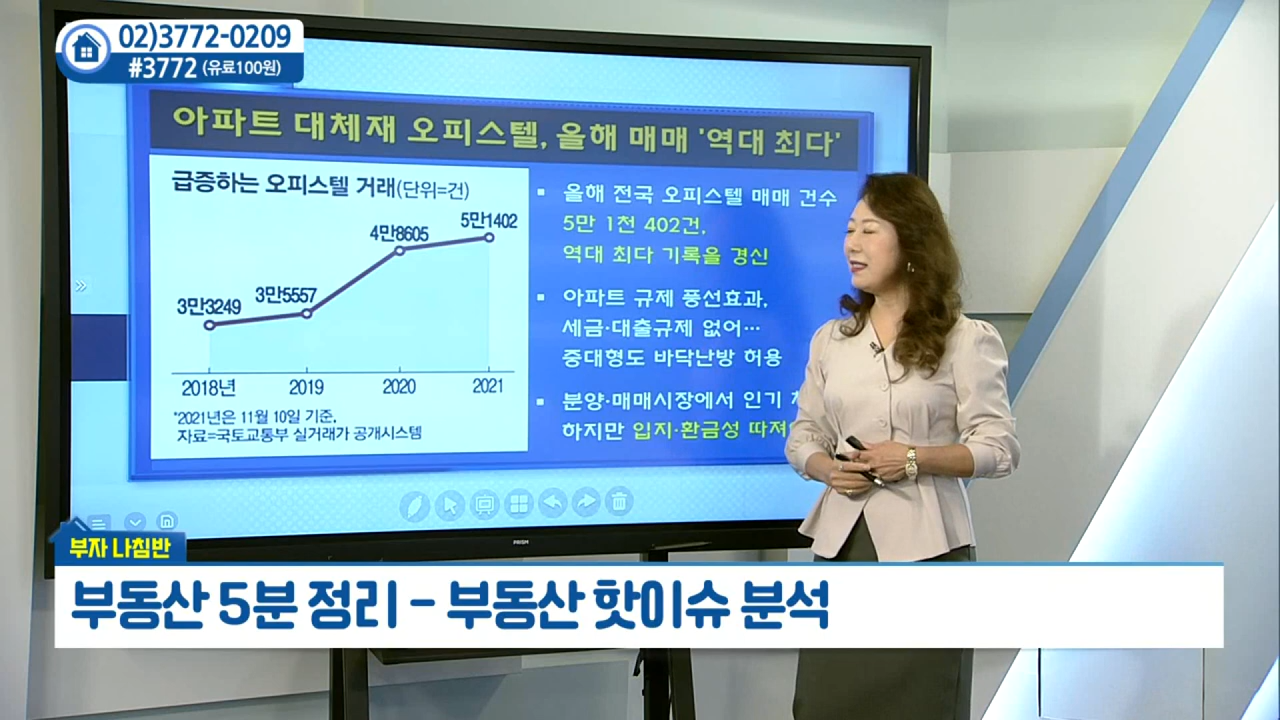 02)3772-0209
#3772 (유료100원)
아파트 대체재 오피스텔, 올해 매매 '역대 최다'
급증하는 오피스텔 거래(단위=건)
3만3249
3만5557
4만8605
5만1402
2018년
2019
2020
2021
*2021년은 11월 10일 기준,
자료=국토교통부 실거래가 공개시스템
▪ 올해 전국 오피스텔 매매 건수
5만 1천 402건,
역대 최다 기록을 경신
▪ 아파트 규제 풍선효과,
세금·대출규제 없어…
중대형도 바닥난방 허용
▪ 분양·매매시장에서 인기
하지만 입지·환금성 따져
PRISM
부자 나침반
부동산 5분 정리 - 부동산 핫이슈 분석